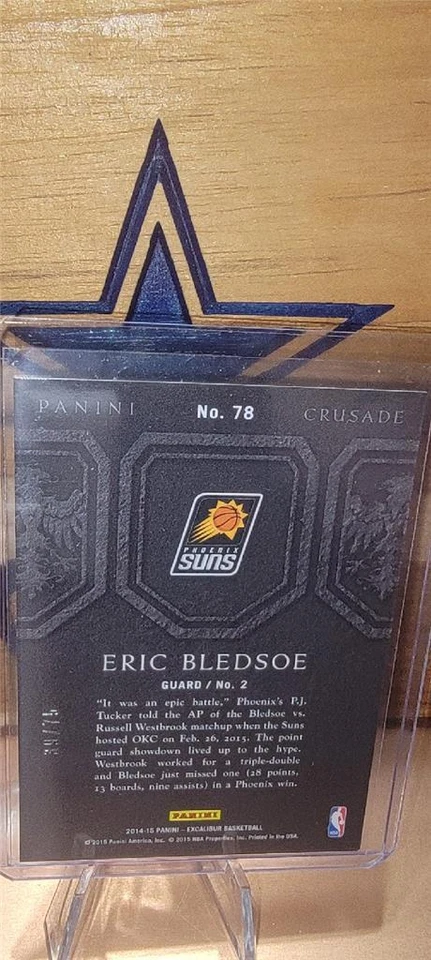 PANINI No. 78 CRUSADE
PHOENIX
SUNS
ERIC BLEDSOE
GUARD / No. 2
"It was an epic battle," Phoenix's P.J.
Tucker told the AP of the Bledsoe vs.
Russell Westbrook matchup when the Suns
hosted OKC on Feb. 26, 2015. The point
guard showdown lived up to the hype.
Westbrook worked for a triple-double
and Bledsoe just missed one (28 points,
13 boards, nine assists) in a Phoenix win.
PANINI
2014-15 PANINI – EXCALIBUR BASKETBALL
© 2015 Panini America, Inc. © 2015 NBA Properties, Inc. Printed in the USA.